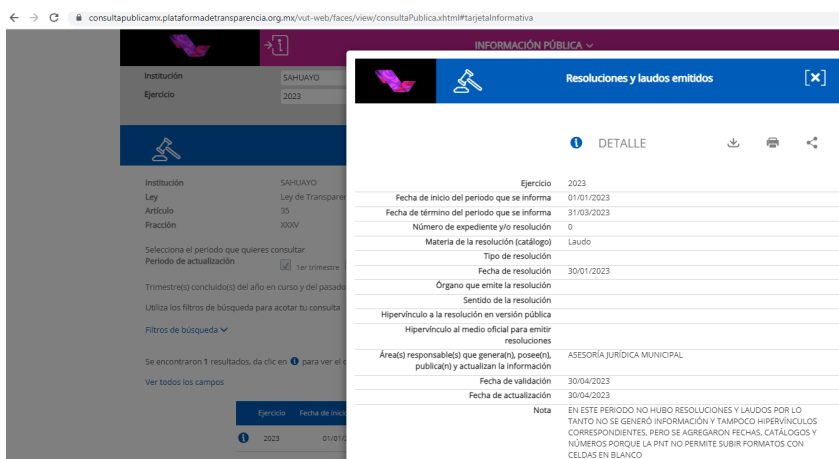 consultapublicamx.plataformadetransparencia.org.mx/vut-web/faces/view/consultaPublica.xhtml#tarjetaInformativa
INFORMACIÓN PÚBLICA
Institución SAHUAYO
Ejercicio 2023
Institución SAHUAYO
Ley Ley de Transparen
Artículo 35
Fracción XXXV
Selecciona el periodo que quieres consultar
Periodo de actualización 1er trimestre
Trimestre(s) concluido(s) del año en curso y del pasado
Utiliza los filtros de búsqueda para acotar tu consulta
Filtros de búsqueda
Se encontraron 1 resultados, da clic en i para ver el d
Ver todos los campos
Ejercicio Fecha de inicio
i 2023 01/01/2
Resoluciones y laudos emitidos
[×]
i DETALLE
Ejercicio 2023
Fecha de inicio del periodo que se informa 01/01/2023
Fecha de término del periodo que se informa 31/03/2023
Número de expediente y/o resolución 0
Materia de la resolución (catálogo) Laudo
Tipo de resolución
Fecha de resolución 30/01/2023
Órgano que emite la resolución
Sentido de la resolución
Hipervínculo a la resolución en versión pública
Hipervínculo al medio oficial para emitir
resoluciones
Área(s) responsable(s) que genera(n), posee(n), ASESORÍA JURÍDICA MUNICIPAL
publica(n) y actualizan la información
Fecha de validación 30/04/2023
Fecha de actualización 30/04/2023
Nota EN ESTE PERIODO NO HUBO RESOLUCIONES Y LAUDOS POR LO
TANTO NO SE GENERÓ INFORMACIÓN Y TAMPOCO HIPERVÍNCULOS
CORRESPONDIENTES, PERO SE AGREGARON FECHAS, CATÁLOGOS Y
NÚMEROS PORQUE LA PNT NO PERMITE SUBIR FORMATOS CON
CELDAS EN BLANCO